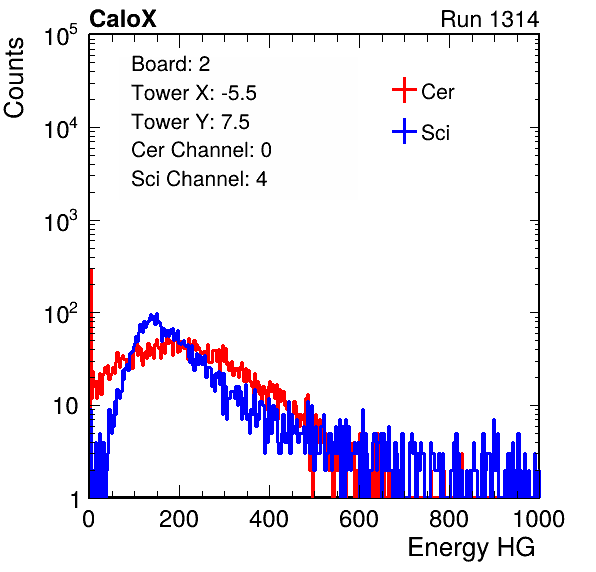 CaloX Run 1314
Counts
10^5
10^4
10^3
10^2
10
1
Board: 2
Tower X: -5.5
Tower Y: 7.5
Cer Channel: 0
Sci Channel: 4
Cer
Sci
0 200 400 600 800 1000
Energy HG